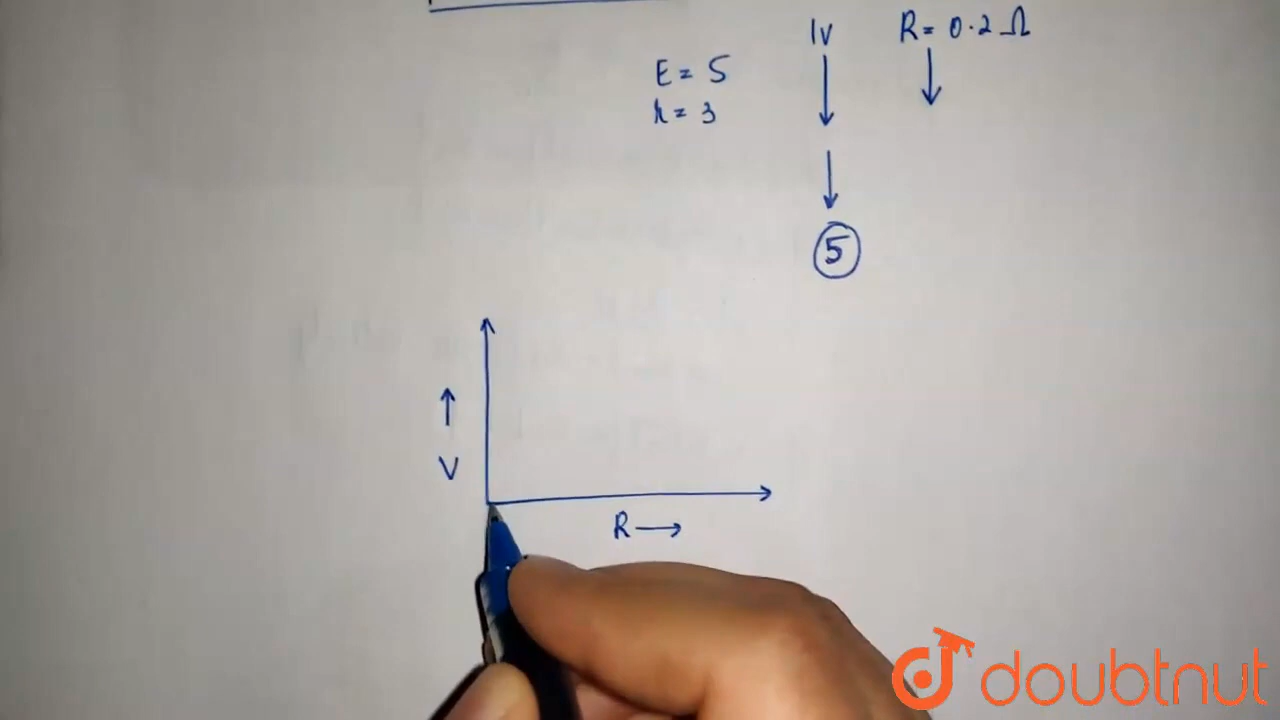 1v R= 0.2 Ω
E = 5
r = 3
5
V
R
doubtnut